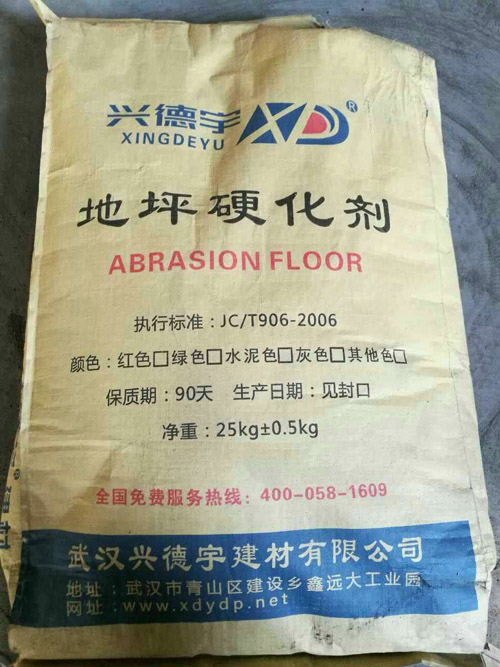 兴德宇 XD®
XINGDEYU
地坪硬化剂
ABRASION FLOOR
执行标准：JC/T906-2006
颜色：红色□绿色□水泥色□灰色□其他色□
保质期：90天 生产日期：见封口
净重：25kg±0.5kg
全国免费服务热线：400-058-1609
武汉兴德宇建材有限公司
地址：武汉市青山区建设乡鑫远大工业园
网址：www.xdydp.net